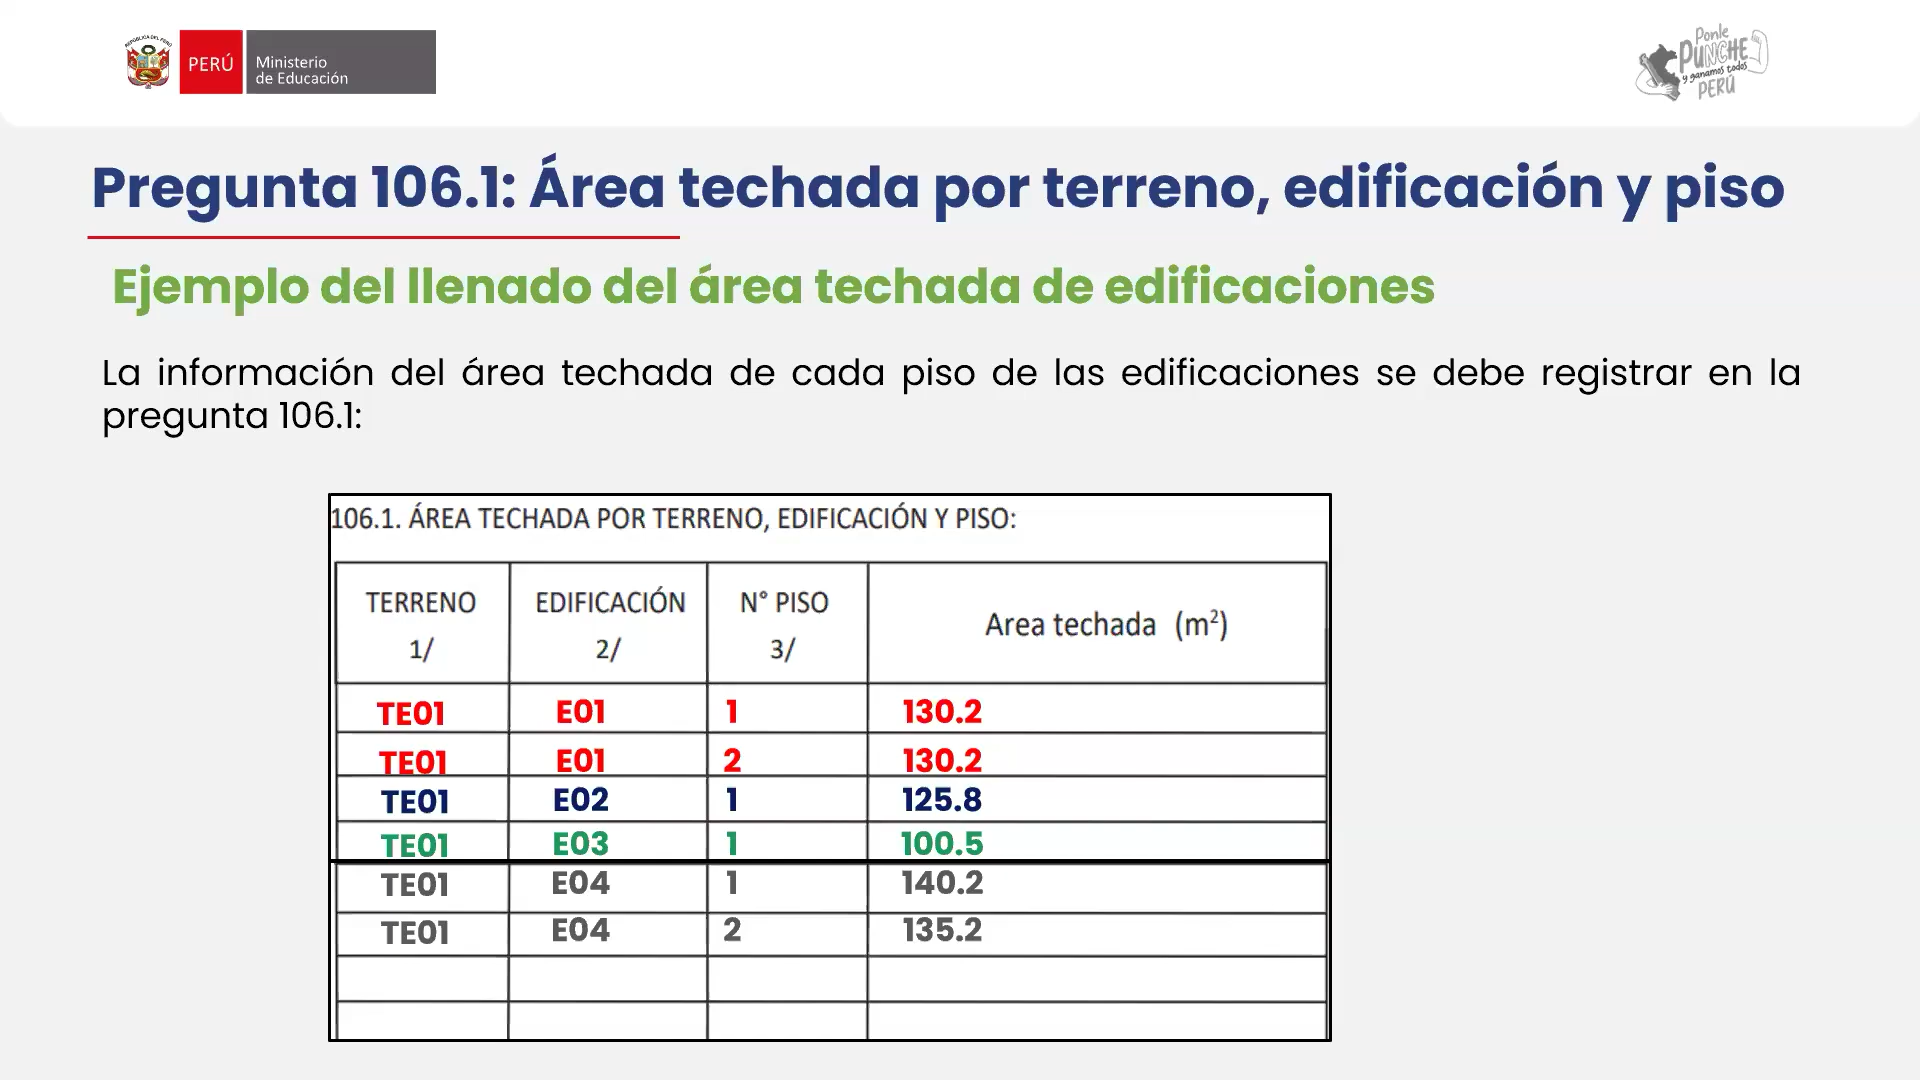 REPÚBLICA DEL PERÚ
PERÚ
Ministerio
de Educación
Ponle
PUNCHE
y ganamos todos
PERÚ
Pregunta 106.1: Área techada por terreno, edificación y piso
Ejemplo del llenado del área techada de edificaciones
La información del área techada de cada piso de las edificaciones se debe registrar en la
pregunta 106.1:
106.1. ÁREA TECHADA POR TERRENO, EDIFICACIÓN Y PISO:
TERRENO 1/ EDIFICACIÓN 2/ N° PISO 3/ Area techada (m²)
TE01 E01 1 130.2
TE01 E01 2 130.2
TE01 E02 1 125.8
TE01 E03 1 100.5
TE01 E04 1 140.2
TE01 E04 2 135.2